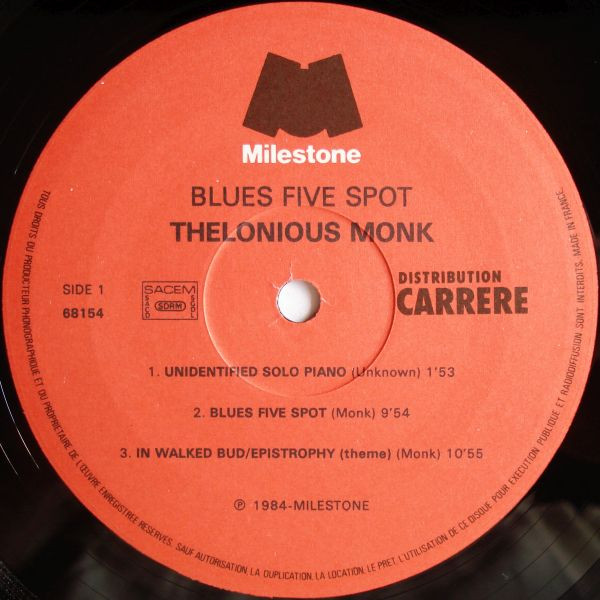 Milestone
BLUES FIVE SPOT
THELONIOUS MONK
SIDE 1
68154
SACEM
SACD
SDRM
SGDL
DISTRIBUTION
CARRERE
1. UNIDENTIFIED SOLO PIANO (Unknown) 1'53
2. BLUES FIVE SPOT (Monk) 9'54
3. IN WALKED BUD/EPISTROPHY (theme) (Monk) 10'55
℗ 1984-MILESTONE
TOUS DROITS DU PRODUCTEUR PHONOGRAPHIQUE ET DU PROPRIETAIRE DE L'ŒUVRE ENREGISTREE RESERVES. SAUF AUTORISATION LA DUPLICATION, LA LOCATION, LE PRET, L'UTILISATION DE CE DISQUE POUR EXECUTION PUBLIQUE ET RADIODIFFUSION SONT INTERDITS. MADE IN FRANCE.